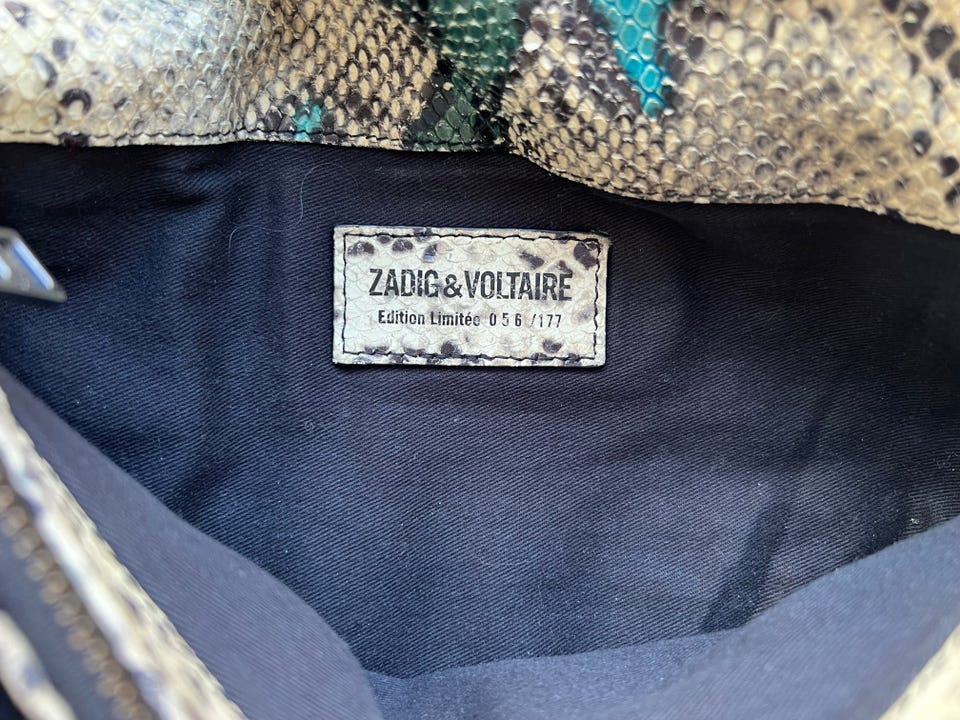 ZADIG & VOLTAIRE
Edition Limitée 056 /177